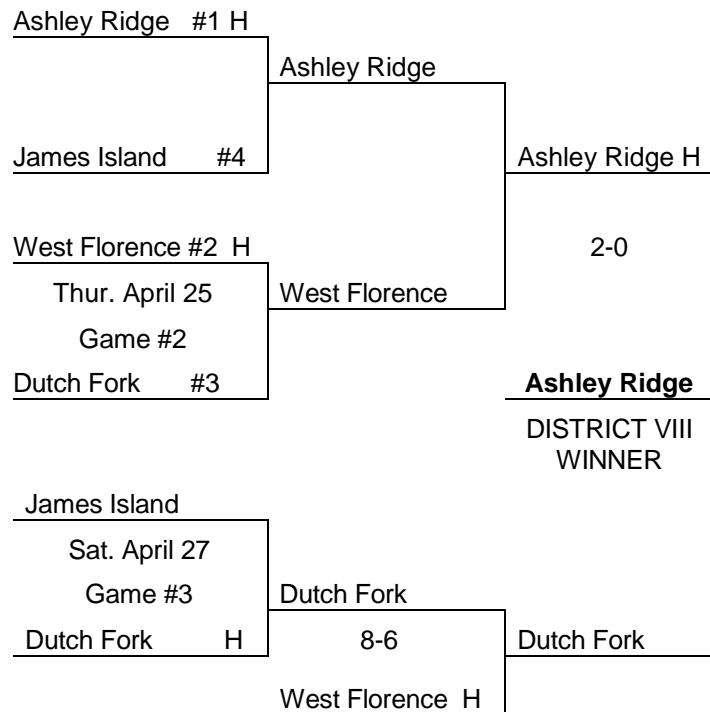 Ashley Ridge #1 H
Ashley Ridge
James Island #4
Ashley Ridge H
West Florence #2 H
2-0
Thur. April 25
West Florence
Game #2
Dutch Fork #3
Ashley Ridge
DISTRICT VIII
WINNER
James Island
Sat. April 27
Game #3
Dutch Fork
Dutch Fork H
8-6
Dutch Fork
West Florence H